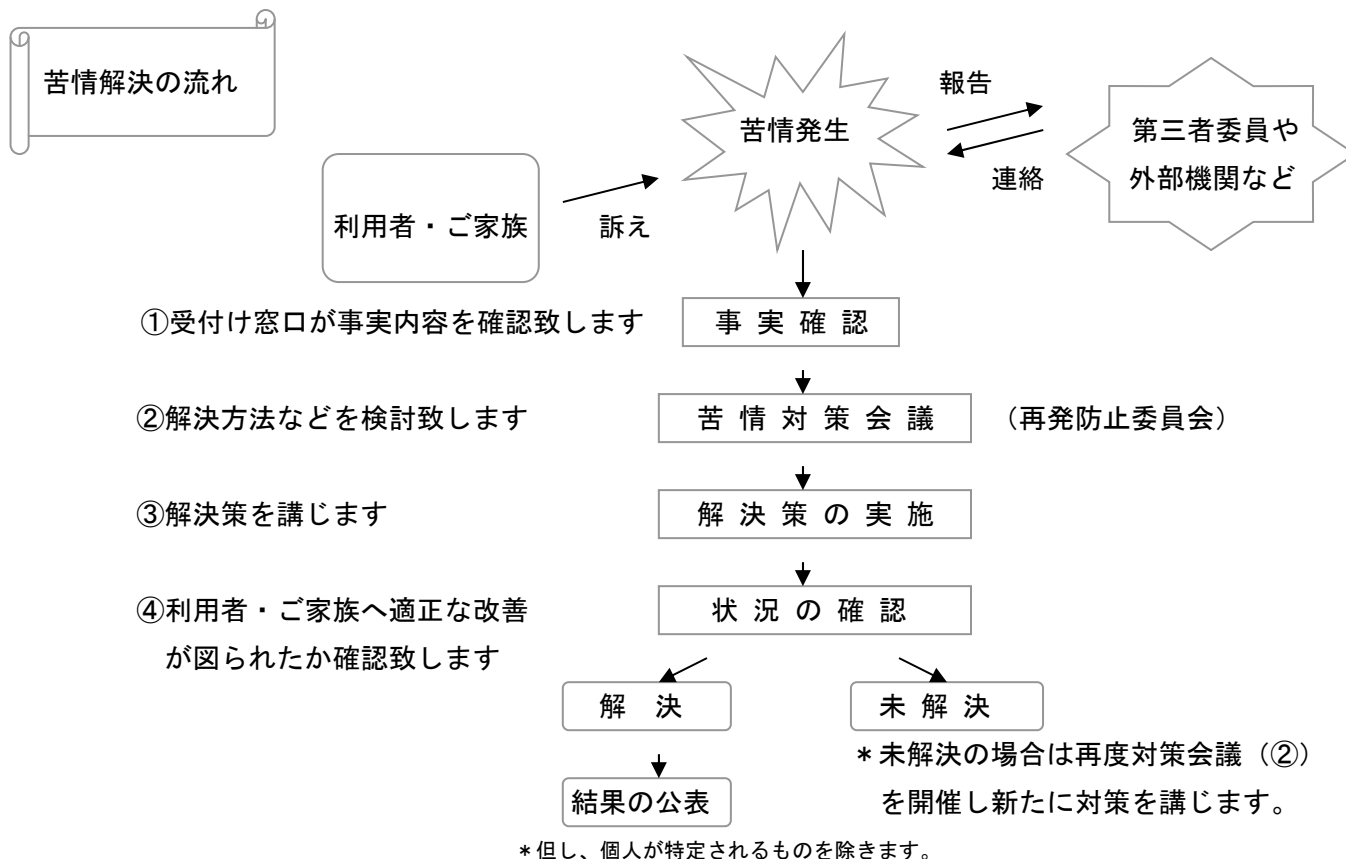 苦情解決の流れ
苦情発生
報告
連絡
第三者委員や
外部機関など
利用者・ご家族
訴え
①受付け窓口が事実内容を確認致します
事実確認
②解決方法などを検討致します
苦情対策会議
（再発防止委員会）
③解決策を講じます
解決策の実施
④利用者・ご家族へ適正な改善
が図られたか確認致します
状況の確認
解決
未解決
＊未解決の場合は再度対策会議（②）
を開催し新たに対策を講じます。
結果の公表
＊但し、個人が特定されるものを除きます。